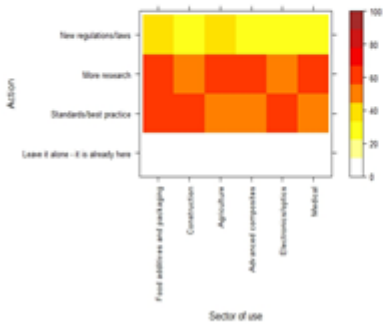 New regulations/laws
More research
Standards/best practice
Leave it alone - it is already here
Action
Food additives and packaging
Construction
Agriculture
Advanced composites
Electronics/optics
Medical
Sector of use
100
80
60
40
20
0